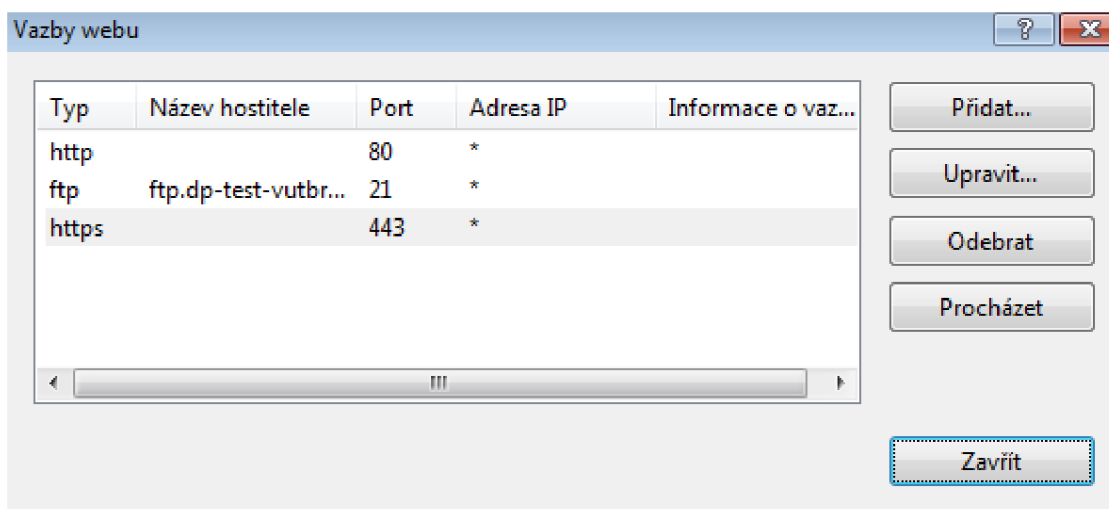 Vazby webu
Typ Název hostitele Port Adresa IP Informace o vaz...
http 80 *
ftp ftp.dp-test-vutbr... 21 *
https 443 *
Přidat...
Upravit...
Odebrat
Procházet
Zavřít